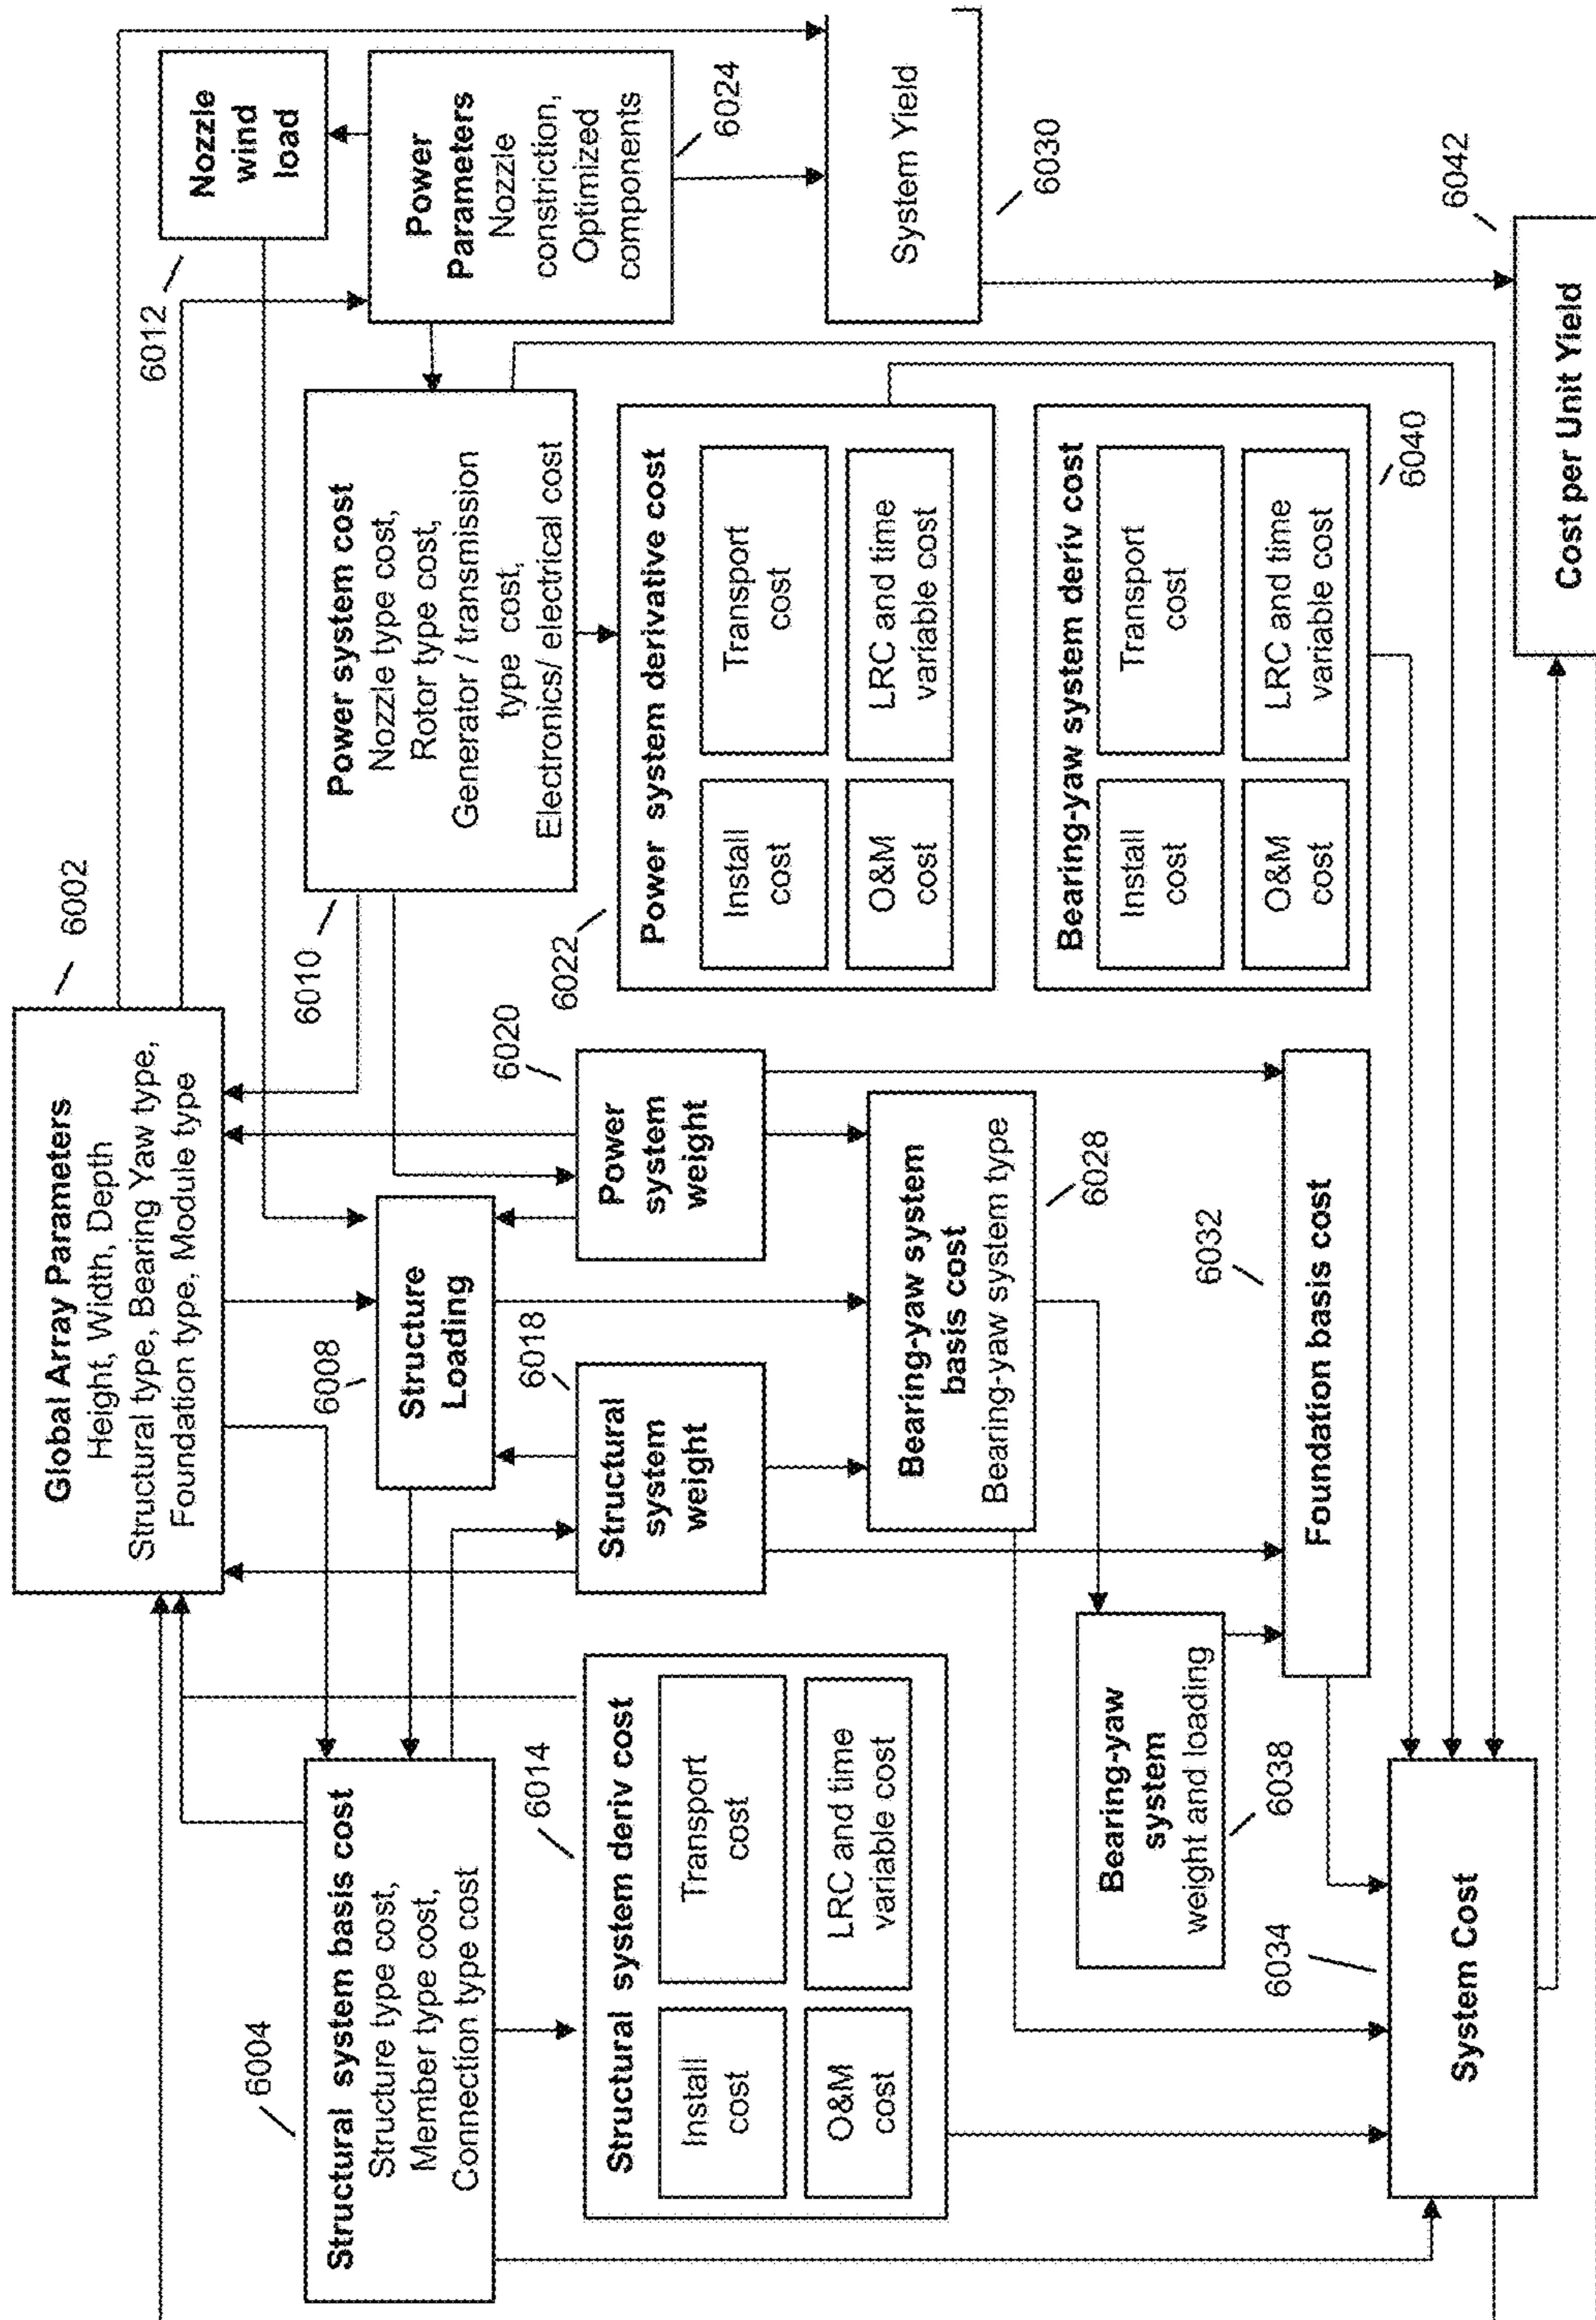 6002
Global Array Parameters
Height, Width, Depth
Structural type, Bearing Yaw type,
Foundation type, Module type
6004
Structural system basis cost
Structure type cost,
Member type cost,
Connection type cost
6008
Structure
Loading
6010
Power system cost
Nozzle type cost,
Rotor type cost,
Generator / transmission
type cost,
Electronics/ electrical cost
6012
Nozzle
wind
load
Power
Parameters Nozzle
constriction,
Optimized
components
6024
6014
Structural system deriv cost
Install
cost
Transport
cost
O&M
cost
LRC and time
variable cost
6018
Structural
system
weight
6020
Power
system
weight
6022
Power system derivative cost
Install
cost
Transport
cost
O&M
cost
LRC and time
variable cost
System Yield
6030
Bearing-yaw system
basis cost
Bearing-yaw system type
6028
Bearing-yaw
system
weight and loading
6038
6032
Foundation basis cost
Bearing-yaw system deriv cost
Install
cost
Transport
cost
O&M
cost
LRC and time
variable cost
6040
6034
System Cost
6042
Cost per Unit Yield